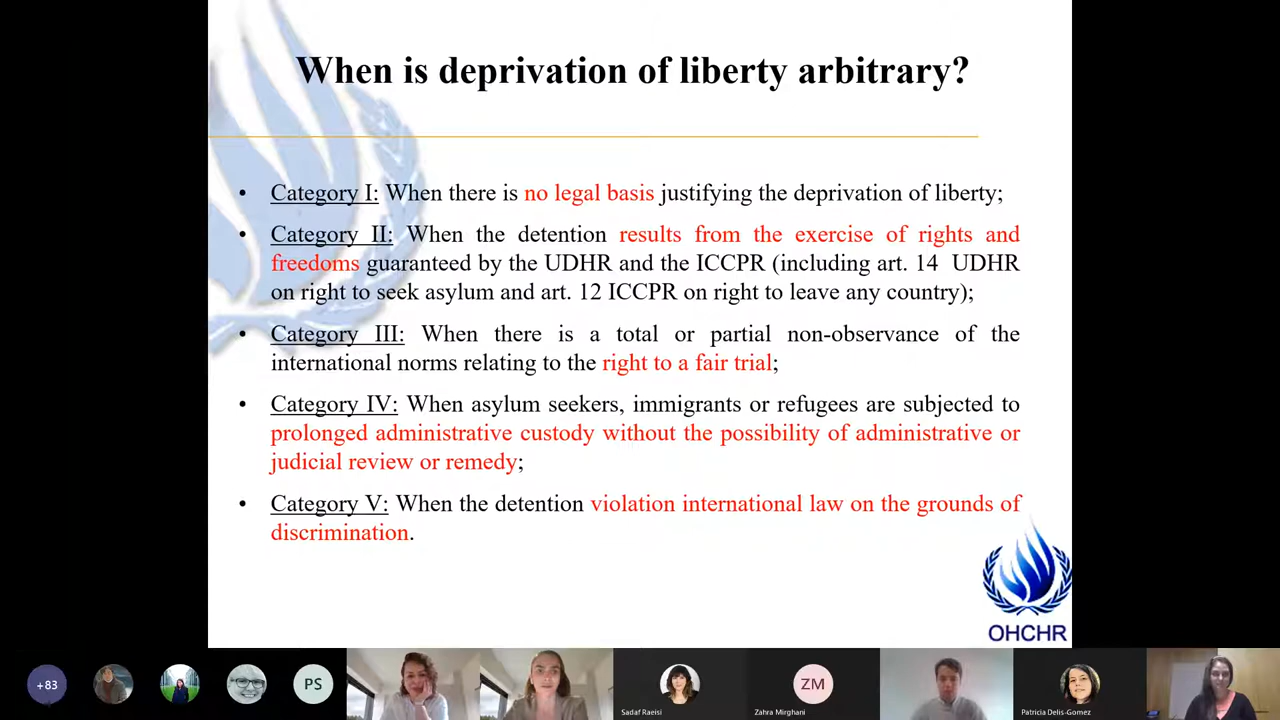 When is deprivation of liberty arbitrary?
• Category I: When there is no legal basis justifying the deprivation of liberty;
• Category II: When the detention results from the exercise of rights and
freedoms guaranteed by the UDHR and the ICCPR (including art. 14 UDHR
on right to seek asylum and art. 12 ICCPR on right to leave any country);
• Category III: When there is a total or partial non-observance of the
international norms relating to the right to a fair trial;
• Category IV: When asylum seekers, immigrants or refugees are subjected to
prolonged administrative custody without the possibility of administrative or
judicial review or remedy;
• Category V: When the detention violation international law on the grounds of
discrimination.
OHCHR
+83
PS
Sadaf Raeisi
ZM
Zahra Mirghani
Patricia Delis-Gomez